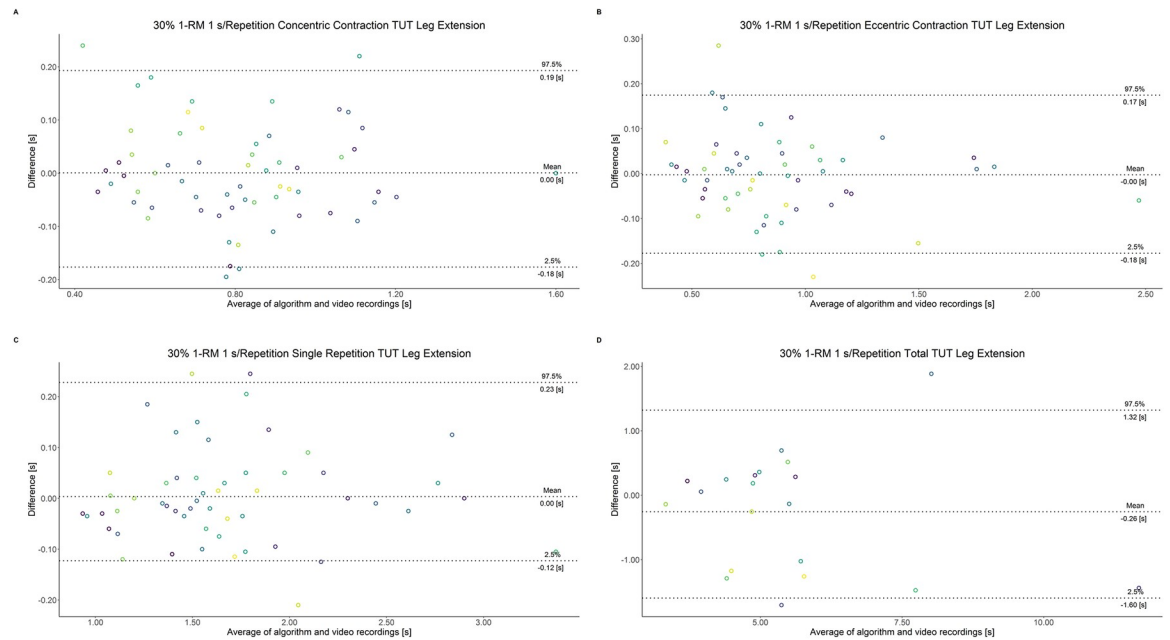 A
30% 1-RM 1 s/Repetition Concentric Contraction TUT Leg Extension
Difference [s]
0.20
0.10
0.00
-0.10
-0.20
97.5%
0.19 [s]
Mean
0.00 [s]
2.5%
-0.18 [s]
0.40
0.80
1.20
1.60
Average of algorithm and video recordings [s]
B
30% 1-RM 1 s/Repetition Eccentric Contraction TUT Leg Extension
Difference [s]
0.30
0.20
0.10
0.00
-0.10
-0.20
97.5%
0.17 [s]
Mean
-0.00 [s]
2.5%
-0.18 [s]
0.50
1.00
1.50
2.00
2.50
Average of algorithm and video recordings [s]
C
30% 1-RM 1 s/Repetition Single Repetition TUT Leg Extension
Difference [s]
0.20
0.10
0.00
-0.10
-0.20
97.5%
0.23 [s]
Mean
0.00 [s]
2.5%
-0.12 [s]
1.00
1.50
2.00
2.50
3.00
Average of algorithm and video recordings [s]
D
30% 1-RM 1 s/Repetition Total TUT Leg Extension
Difference [s]
2.00
1.00
0.00
-1.00
97.5%
1.32 [s]
Mean
-0.26 [s]
2.5%
-1.60 [s]
5.00
7.50
10.00
Average of algorithm and video recordings [s]